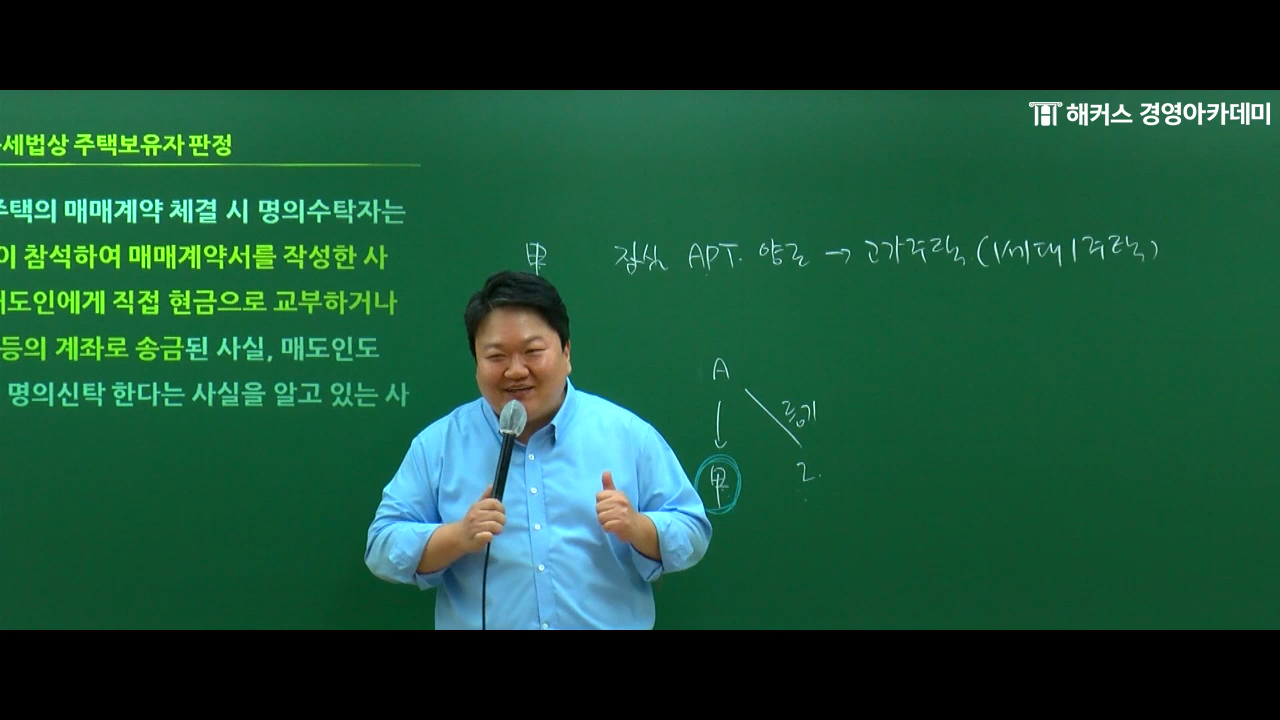 해커스 경영아카데미
세법상 주택보유자 판정
주택의 매매계약 체결 시 명의수탁자는
이 참석하여 매매계약서를 작성한 사
매도인에게 직접 현금으로 교부하거나
등의 계좌로 송금된 사실, 매도인도
명의신탁 한다는 사실을 알고 있는 사
甲 잠실 APT. 양도 → 고가주택 (1세대1주택)
A
등기
甲 乙.